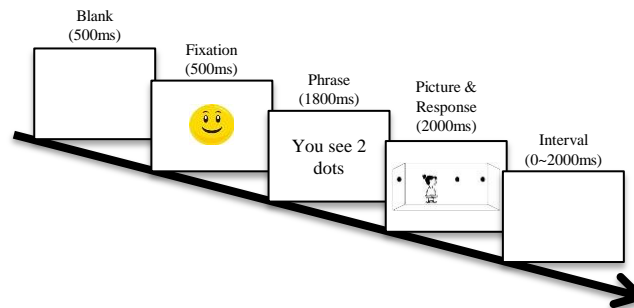 Blank
(500ms)
Fixation
(500ms)
Phrase
(1800ms)
You see 2
dots
Picture &
Response
(2000ms)
Interval
(0~2000ms)